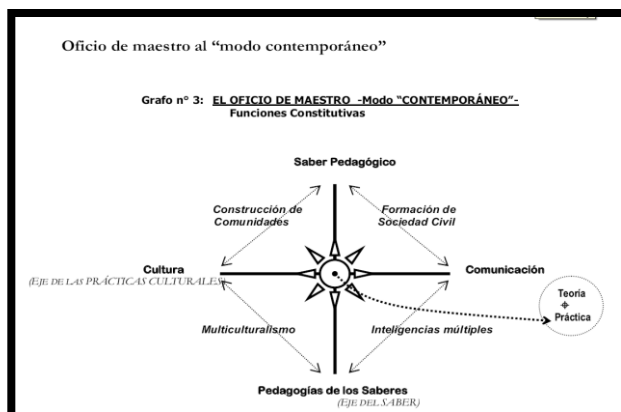 Oficio de maestro al “modo contemporáneo”
Grafo n° 3: EL OFICIO DE MAESTRO -Modo “CONTEMPORÁNEO”-
Funciones Constitutivas
Saber Pedagógico
Construcción de
Comunidades
Formación de
Sociedad Civil
Cultura
(EJE DE LAS PRÁCTICAS CULTURALES)
Comunicación
Teoría
+
Práctica
Multiculturalismo
Inteligencias múltiples
Pedagogías de los Saberes
(EJE DEL SABER)